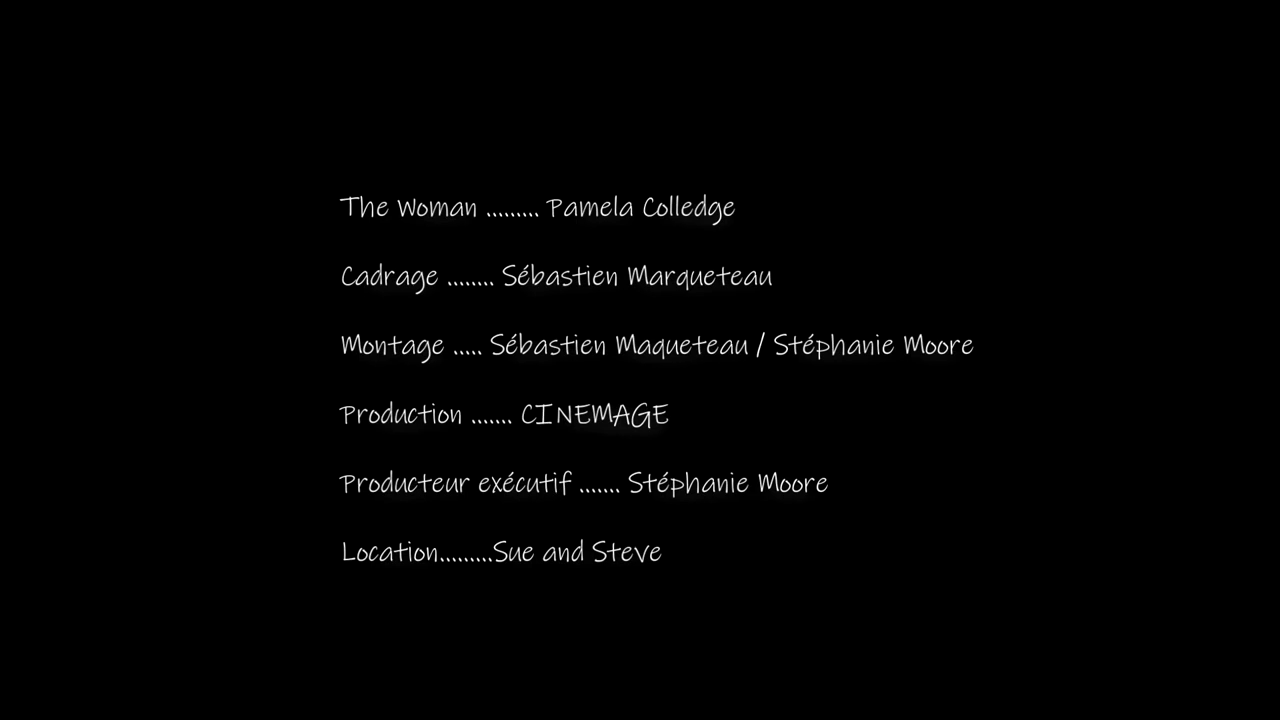 The Woman ......... Pamela Colledge
Cadrage ........ Sébastien Marqueteau
Montage ..... Sébastien Maqueteau / Stéphanie Moore
Production ....... CINEMAGE
Producteur exécutif ....... Stéphanie Moore
Location.........Sue and Steve